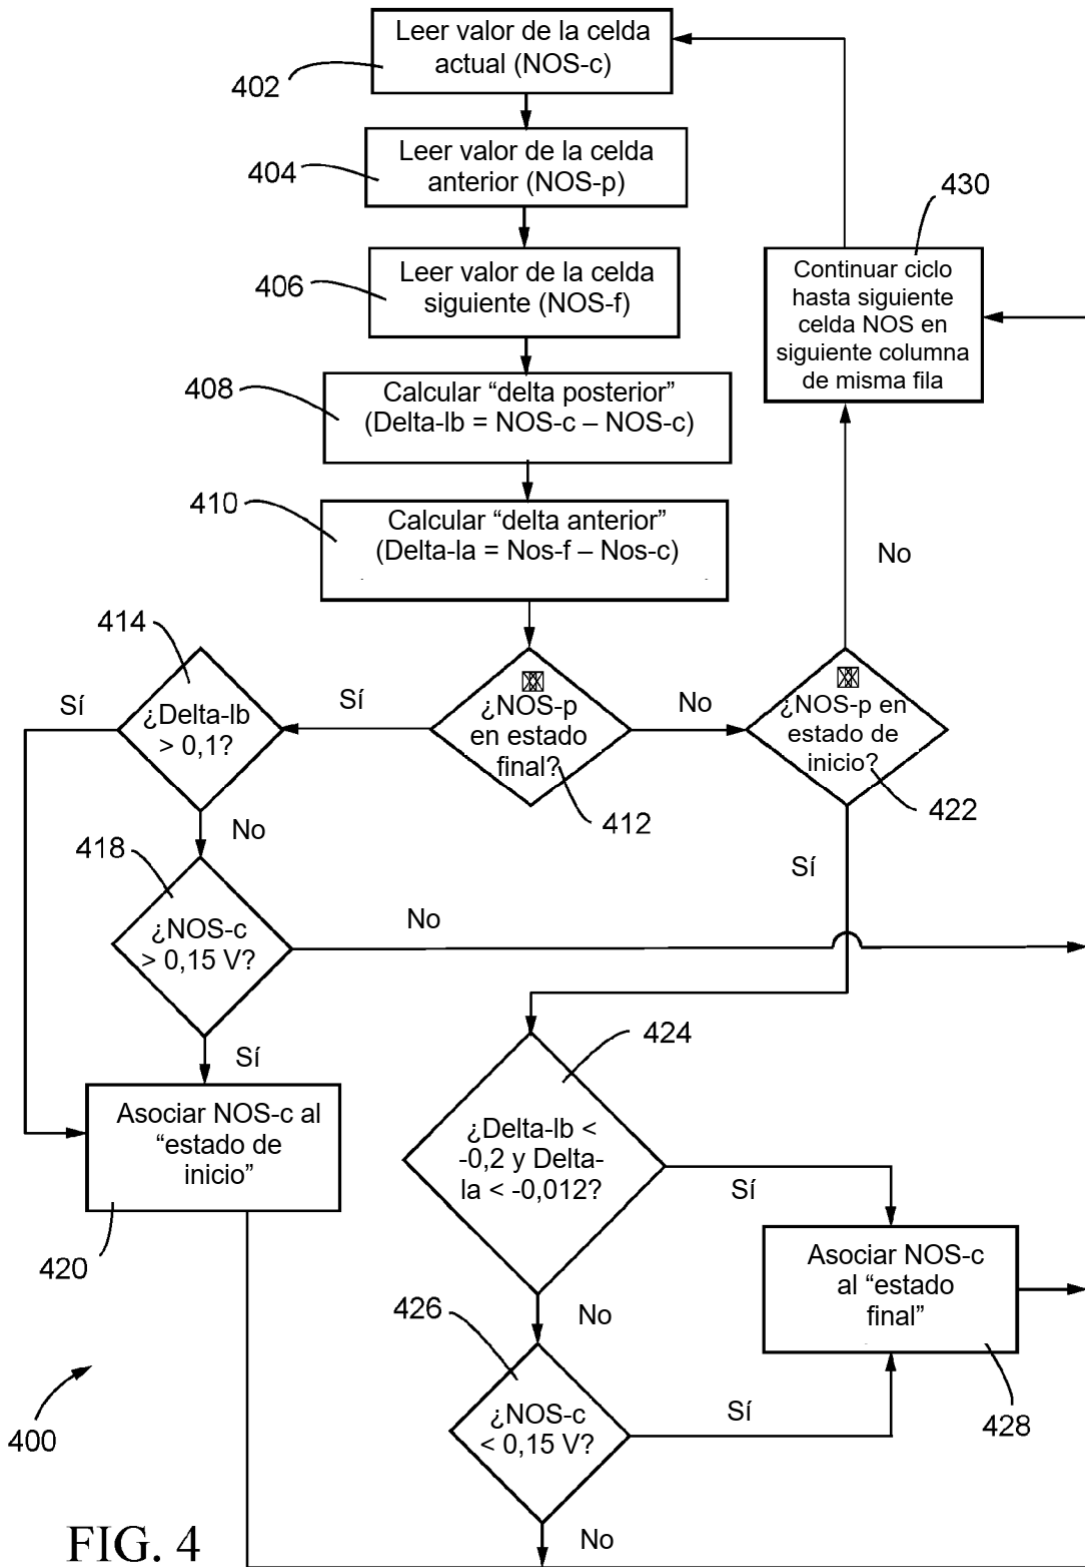 Leer valor de la celda
actual (NOS-c)
402
Leer valor de la celda
anterior (NOS-p)
404
430
Leer valor de la celda
siguiente (NOS-f)
406
Continuar ciclo
hasta siguiente
celda NOS en
siguiente columna
de misma fila
408
Calcular “delta posterior”
(Delta-lb = NOS-c – NOS-c)
410
Calcular “delta anterior”
(Delta-la = Nos-f – Nos-c)
No
414
Sí
¿Delta-lb
> 0,1?
Sí
¿NOS-p
en estado
final?
412
No
¿NOS-p en
estado de
inicio?
422
No
418
Sí
¿NOS-c
> 0,15 V?
No
424
Sí
Asociar NOS-c al
“estado de
inicio”
420
¿Delta-lb <
-0,2 y Delta-
la < -0,012?
Sí
Asociar NOS-c
al “estado
final”
428
426
No
¿NOS-c
< 0,15 V?
Sí
400
No
FIG. 4